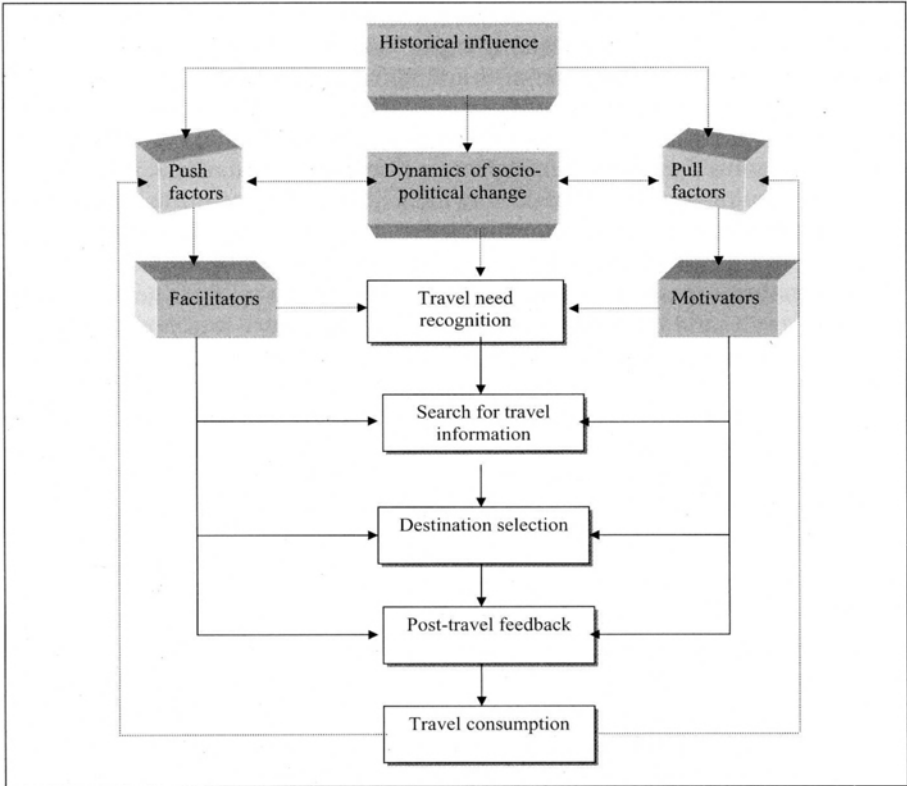 Historical influence
Push
factors
Dynamics of socio-
political change
Pull
factors
Facilitators
Travel need
recognition
Motivators
Search for travel
information
Destination selection
Post-travel feedback
Travel consumption